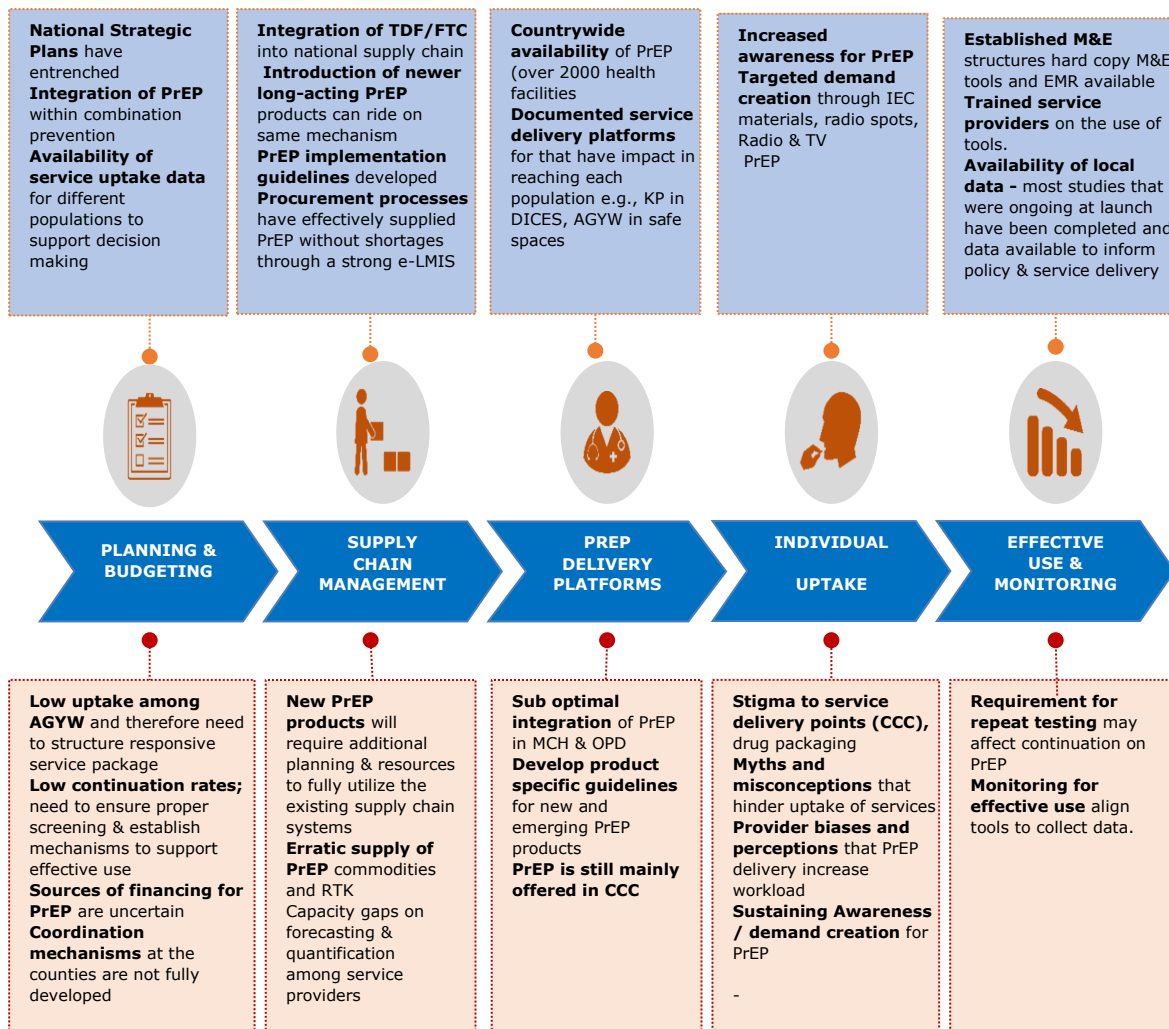 National Strategic
Plans have
entrenched
Integration of PrEP
within combination
prevention
Availability of
service uptake data
for different
populations to
support decision
making
Integration of TDF/FTC
into national supply chain
Introduction of newer
long-acting PrEP
products can ride on
same mechanism
PrEP implementation
guidelines developed
Procurement processes
have effectively supplied
PrEP without shortages
through a strong e-LMIS
Countrywide
availability of PrEP
(over 2000 health
facilities
Documented service
delivery platforms
for that have impact in
reaching each
population e.g., KP in
DICES, AGYW in safe
spaces
Increased
awareness for PrEP
Targeted demand
creation through IEC
materials, radio spots,
Radio & TV
PrEP
Established M&E
structures hard copy M&E
tools and EMR available
Trained service
providers on the use of
tools.
Availability of local
data - most studies that
were ongoing at launch
have been completed and
data available to inform
policy & service delivery
PLANNING &
BUDGETING
SUPPLY
CHAIN
MANAGEMENT
PREP
DELIVERY
PLATFORMS
INDIVIDUAL
UPTAKE
EFFECTIVE
USE &
MONITORING
Low uptake among
AGYW and therefore need
to structure responsive
service package
Low continuation rates;
need to ensure proper
screening & establish
mechanisms to support
effective use
Sources of financing for
PrEP are uncertain
Coordination
mechanisms at the
counties are not fully
developed
New PrEP
products will
require additional
planning & resources
to fully utilize the
existing supply chain
systems
Erratic supply of
PrEP commodities
and RTK
Capacity gaps on
forecasting &
quantification
among service
providers
Sub optimal
integration of PrEP
in MCH & OPD
Develop product
specific guidelines
for new and
emerging PrEP
products
PrEP is still mainly
offered in CCC
Stigma to service
delivery points (CCC),
drug packaging
Myths and
misconceptions that
hinder uptake of services
Provider biases and
perceptions that PrEP
delivery increase
workload
Sustaining Awareness
/ demand creation for
PrEP
-
Requirement for
repeat testing may
affect continuation on
PrEP
Monitoring for
effective use align
tools to collect data.